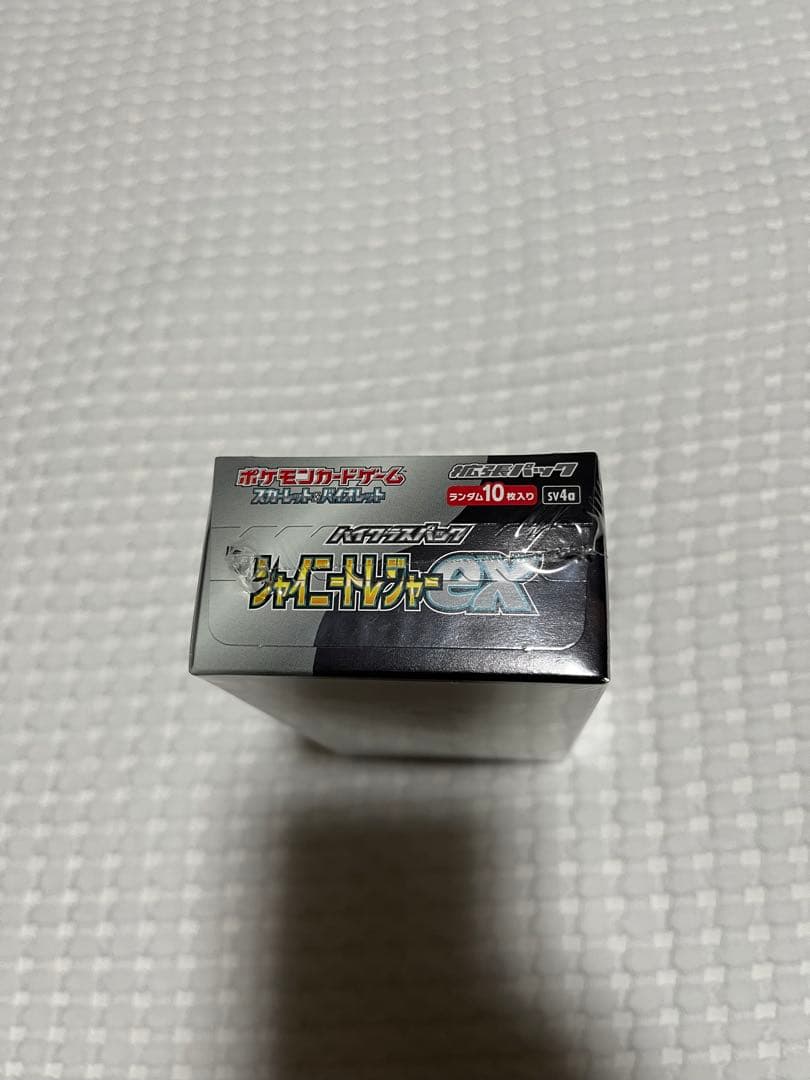 ポケモンカードゲーム
スカーレット&バイオレット
拡張パック
ランダム10枚入り
sv4a
ハイクラスパック
シャイニートレジャーex